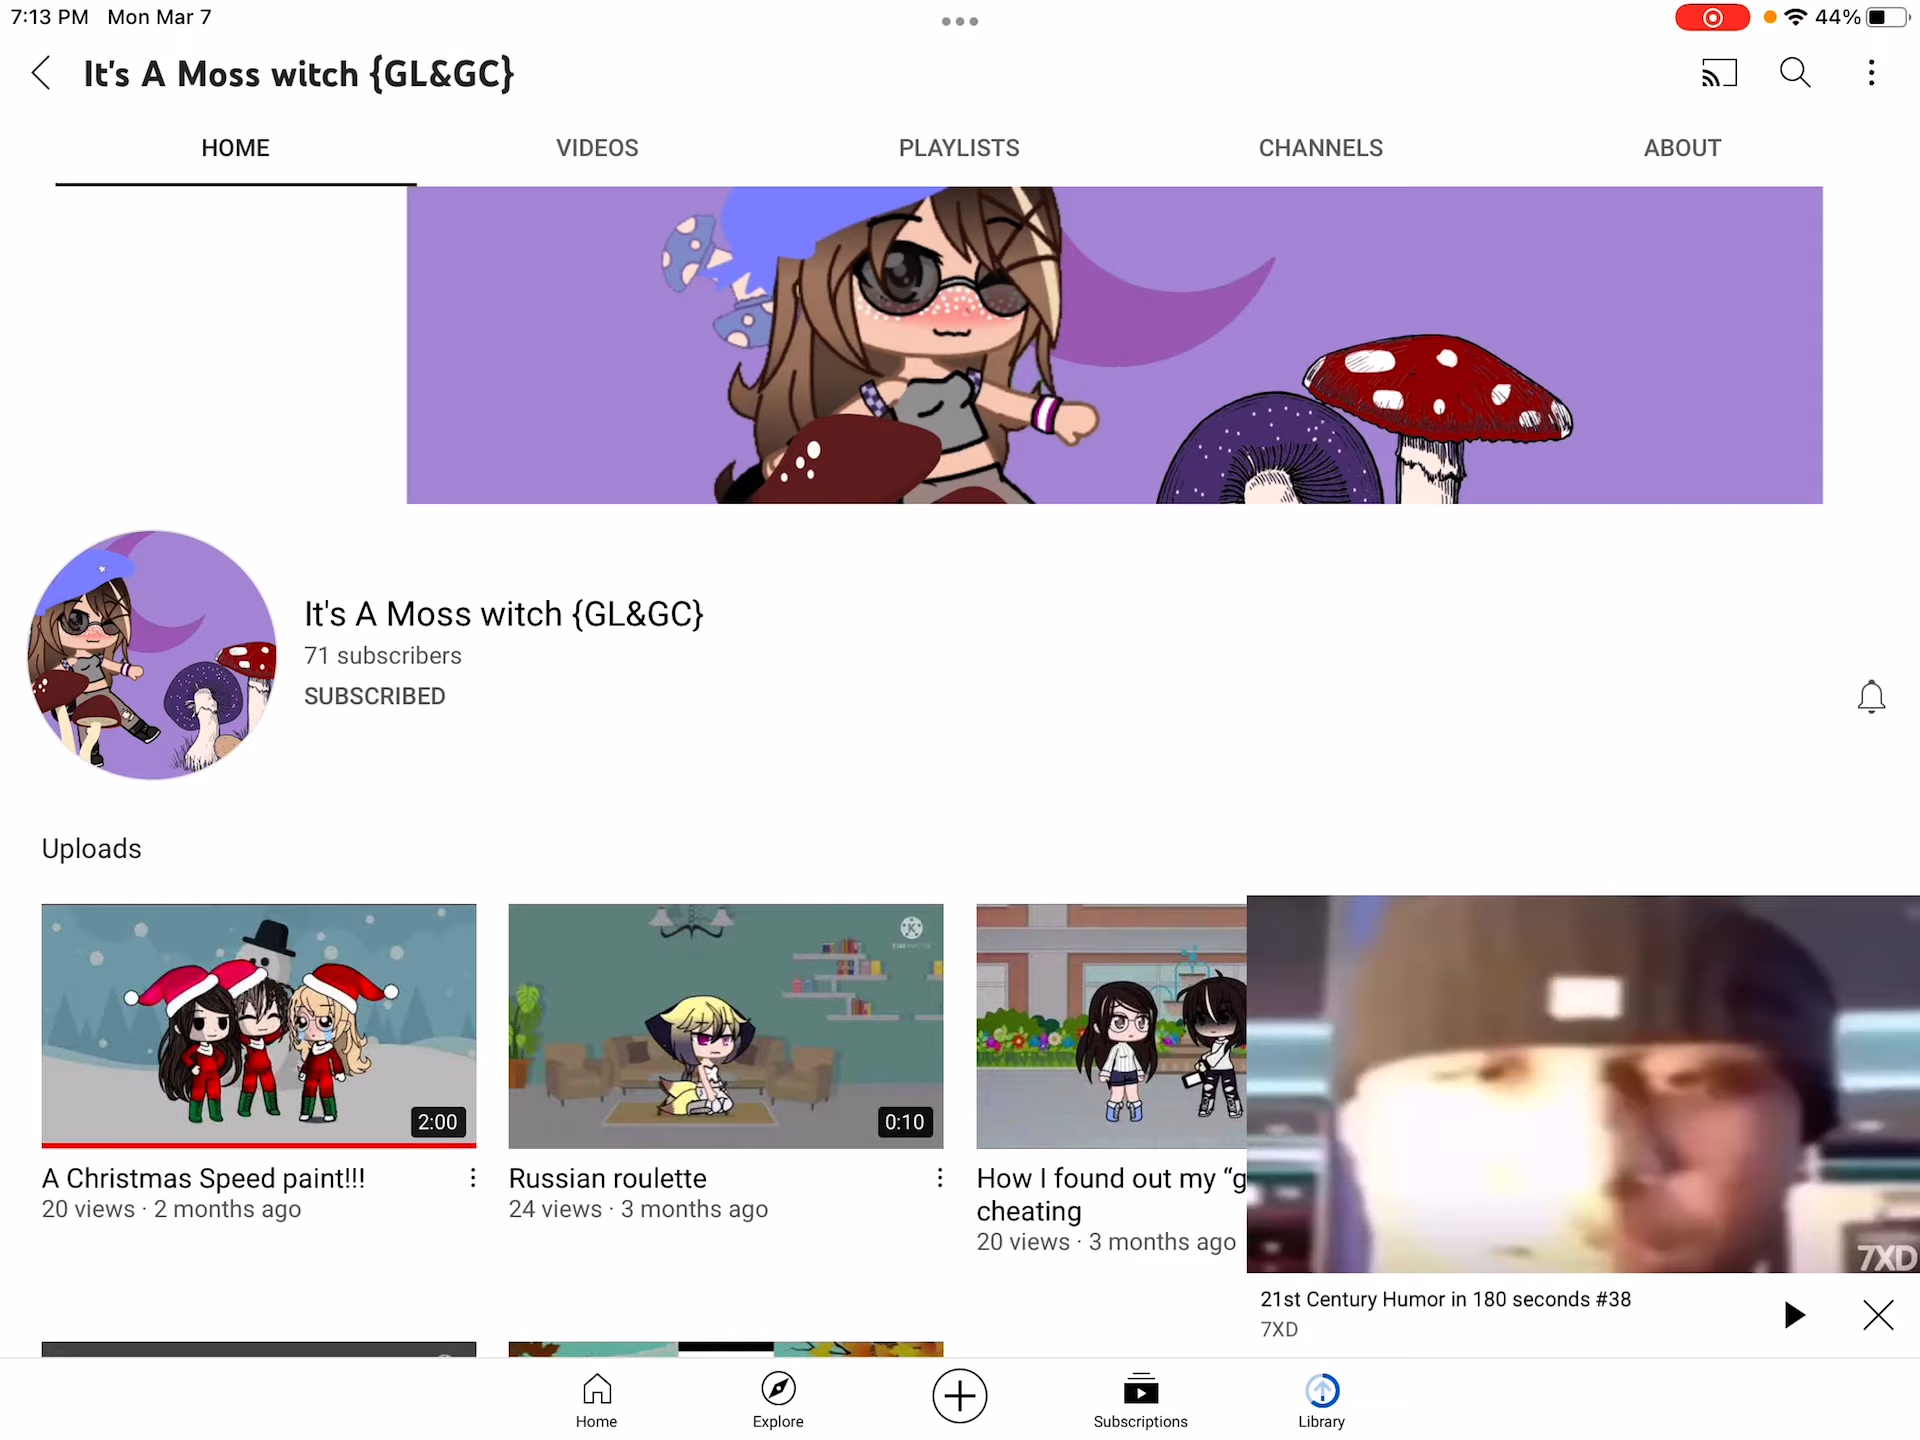 7:13 PM Mon Mar 7
44%
It's A Moss witch {GL&GC}
HOME
VIDEOS
PLAYLISTS
CHANNELS
ABOUT
It's A Moss witch {GL&GC}
71 subscribers
SUBSCRIBED
Uploads
2:00
A Christmas Speed paint!!!
20 views · 2 months ago
KINEMASTER
0:10
Russian roulette
24 views · 3 months ago
How I found out my “g
cheating
20 views · 3 months ago
7XD
21st Century Humor in 180 seconds #38
7XD
Home
Explore
Subscriptions
Library